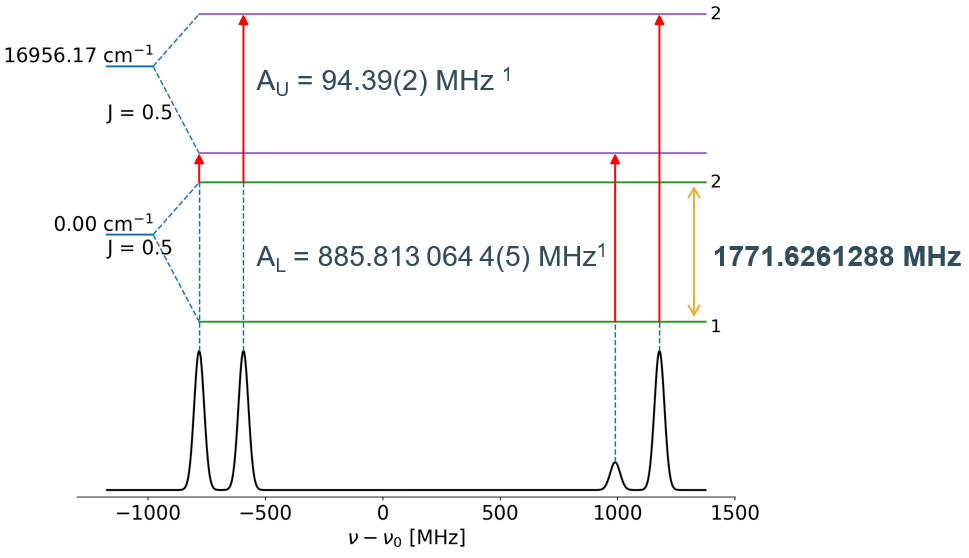 2
16956.17 cm⁻¹
A_U = 94.39(2) MHz ¹
J = 0.5
2
0.00 cm⁻¹
J = 0.5
A_L = 885.813 064 4(5) MHz¹
1771.6261288 MHz
1
−1000 −500 0 500 1000 1500
ν − ν₀ [MHz]